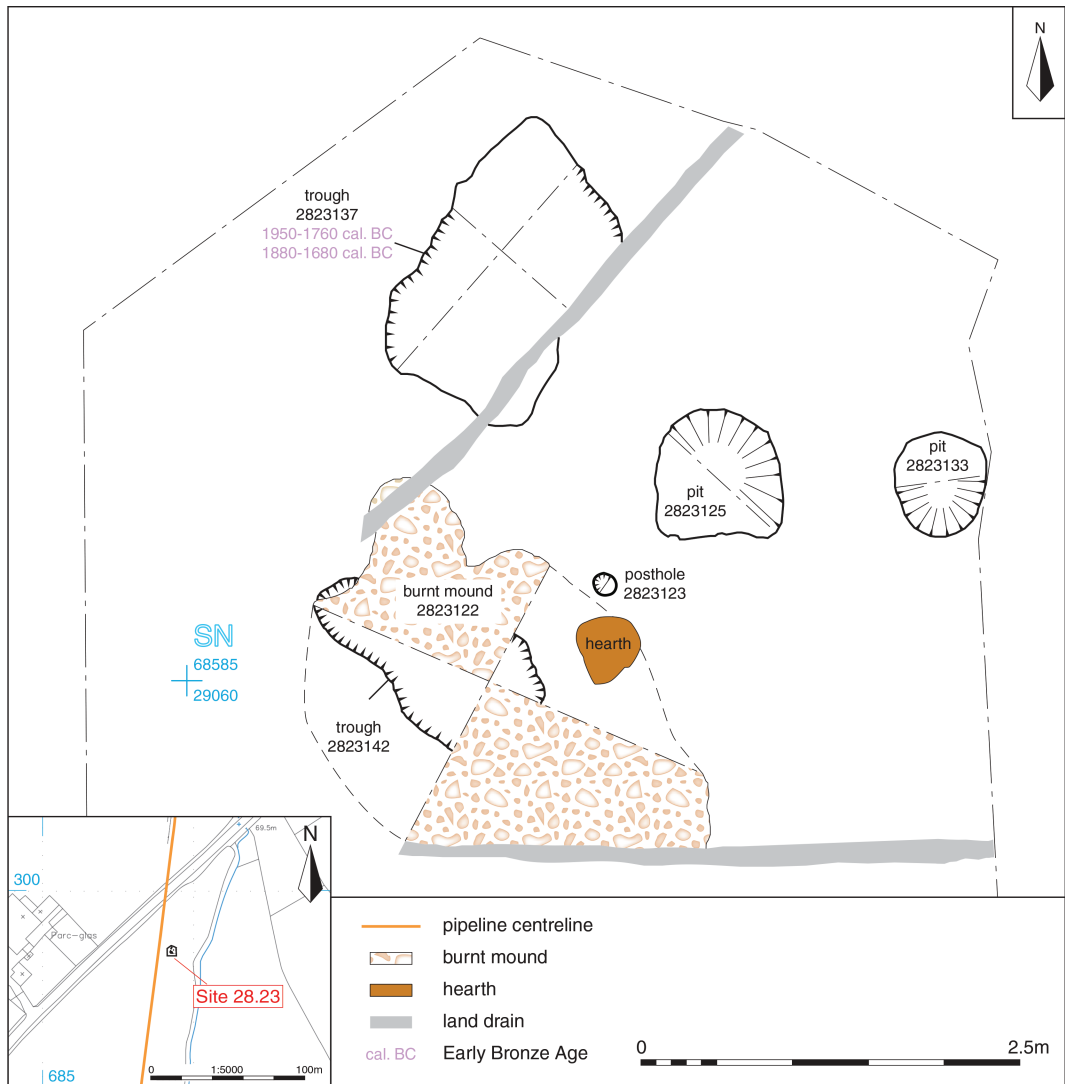 N
trough
2823137
1950-1760 cal. BC
1880-1680 cal. BC
pit
2823133
pit
2823125
posthole
2823123
burnt mound
2822122
hearth
SN
68585
29060
trough
2823142
69.5m
N
300
Parc-glas
Site 28.23
0 1:5000 100m
685
pipeline centreline
burnt mound
hearth
land drain
cal. BC Early Bronze Age
0 2.5m